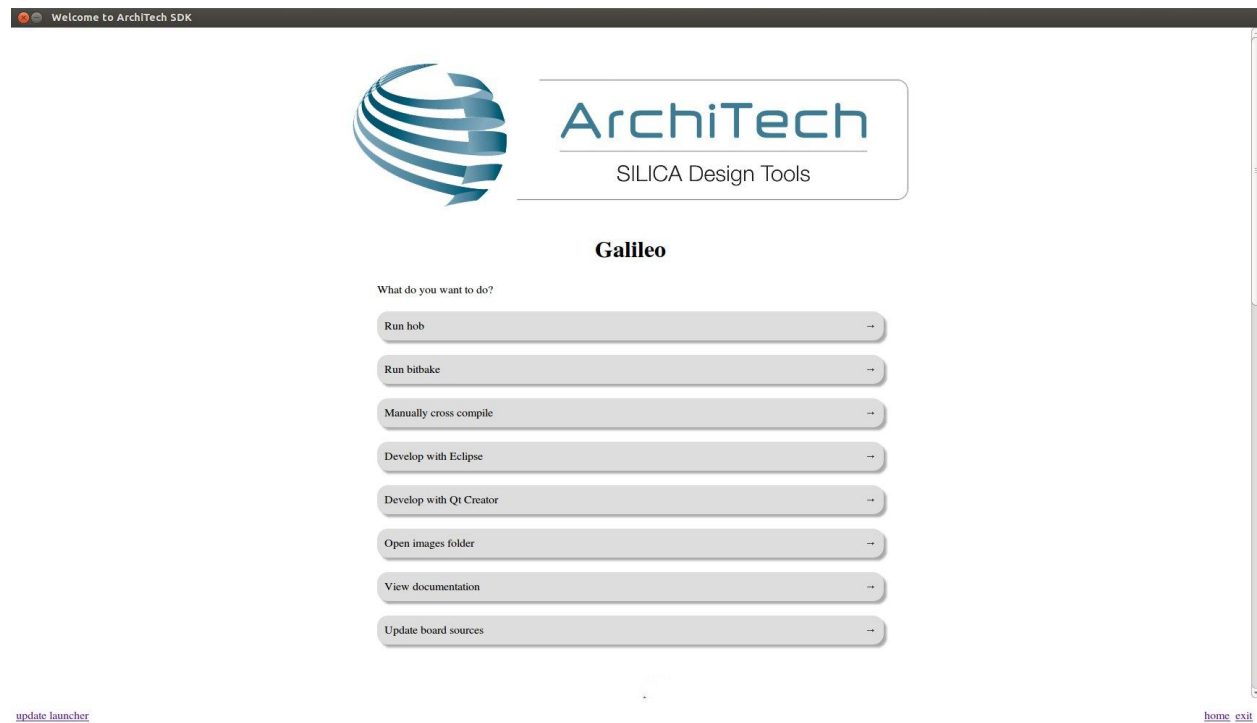 Welcome to ArchiTech SDK
ArchiTech
SILICA Design Tools
Galileo
What do you want to do?
Run hob →
Run bitbake →
Manually cross compile →
Develop with Eclipse →
Develop with Qt Creator →
Open images folder →
View documentation →
Update board sources →
update launcher
home exit